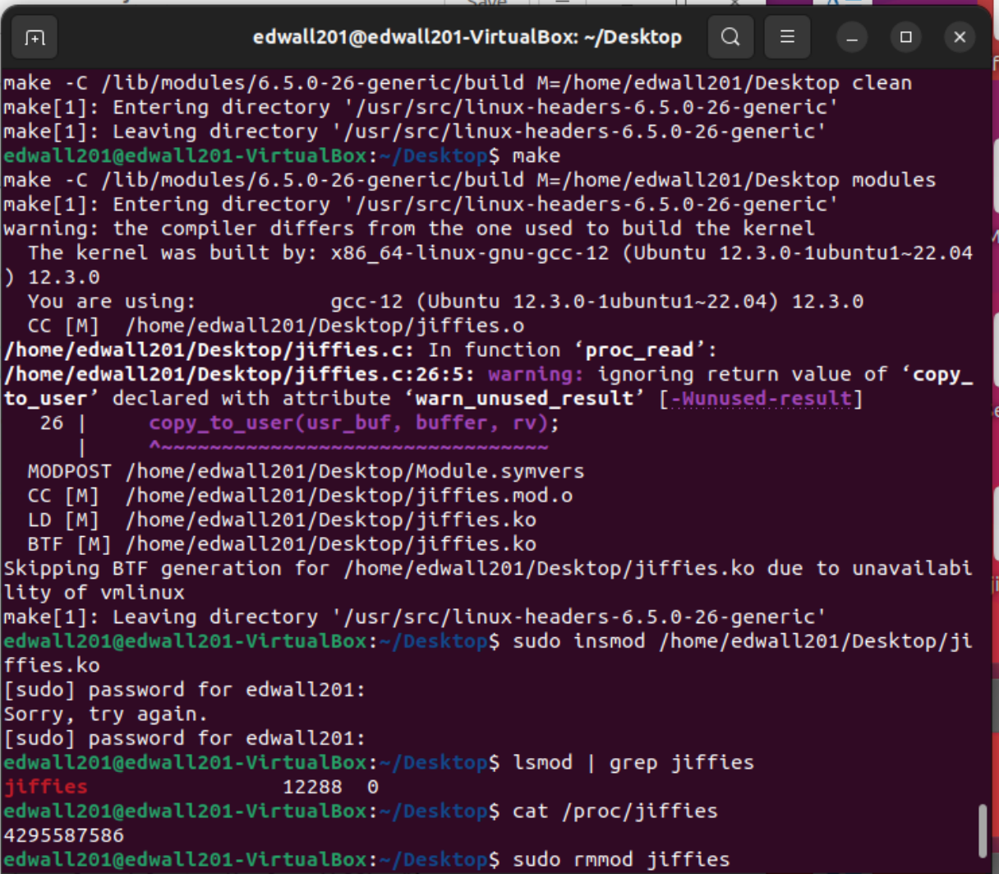 Save
edwall201@edwall201-VirtualBox: ~/Desktop
make -C /lib/modules/6.5.0-26-generic/build M=/home/edwall201/Desktop clean
make[1]: Entering directory '/usr/src/linux-headers-6.5.0-26-generic'
make[1]: Leaving directory '/usr/src/linux-headers-6.5.0-26-generic'
edwall201@edwall201-VirtualBox:~/Desktop$ make
make -C /lib/modules/6.5.0-26-generic/build M=/home/edwall201/Desktop modules
make[1]: Entering directory '/usr/src/linux-headers-6.5.0-26-generic'
warning: the compiler differs from the one used to build the kernel
  The kernel was built by: x86_64-linux-gnu-gcc-12 (Ubuntu 12.3.0-1ubuntu1~22.04
) 12.3.0
  You are using:           gcc-12 (Ubuntu 12.3.0-1ubuntu1~22.04) 12.3.0
  CC [M]  /home/edwall201/Desktop/jiffies.o
/home/edwall201/Desktop/jiffies.c: In function ‘proc_read’:
/home/edwall201/Desktop/jiffies.c:26:5: warning: ignoring return value of ‘copy_
to_user’ declared with attribute ‘warn_unused_result’ [-Wunused-result]
   26 |     copy_to_user(usr_buf, buffer, rv);
      |     ^~~~~~~~~~~~~~~~~~~~~~~~~~~~~~~~~
  MODPOST /home/edwall201/Desktop/Module.symvers
  CC [M]  /home/edwall201/Desktop/jiffies.mod.o
  LD [M]  /home/edwall201/Desktop/jiffies.ko
  BTF [M] /home/edwall201/Desktop/jiffies.ko
Skipping BTF generation for /home/edwall201/Desktop/jiffies.ko due to unavailabi
lity of vmlinux
make[1]: Leaving directory '/usr/src/linux-headers-6.5.0-26-generic'
edwall201@edwall201-VirtualBox:~/Desktop$ sudo insmod /home/edwall201/Desktop/ji
ffies.ko
[sudo] password for edwall201:
Sorry, try again.
[sudo] password for edwall201:
edwall201@edwall201-VirtualBox:~/Desktop$ lsmod | grep jiffies
jiffies                12288  0
edwall201@edwall201-VirtualBox:~/Desktop$ cat /proc/jiffies
4295587586
edwall201@edwall201-VirtualBox:~/Desktop$ sudo rmmod jiffies